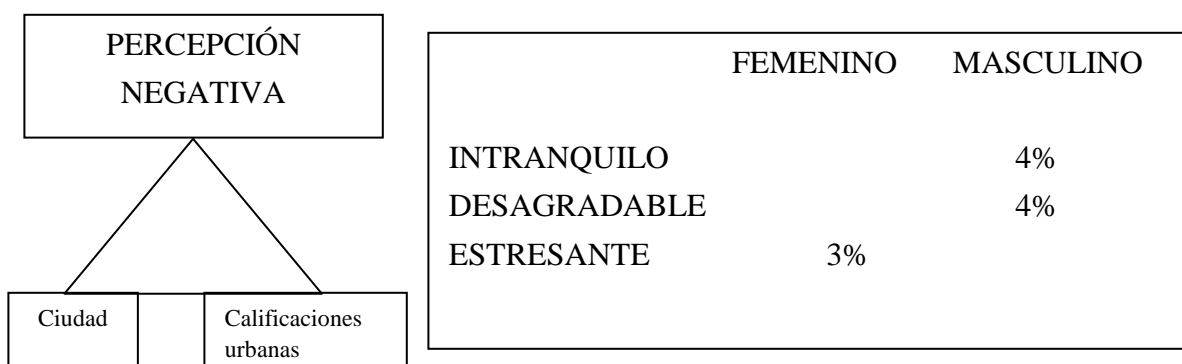 PERCEPCIÓN
NEGATIVA
FEMENINO MASCULINO
INTRANQUILO 4%
DESAGRADABLE 4%
ESTRESANTE 3%
Ciudad
Calificaciones
urbanas